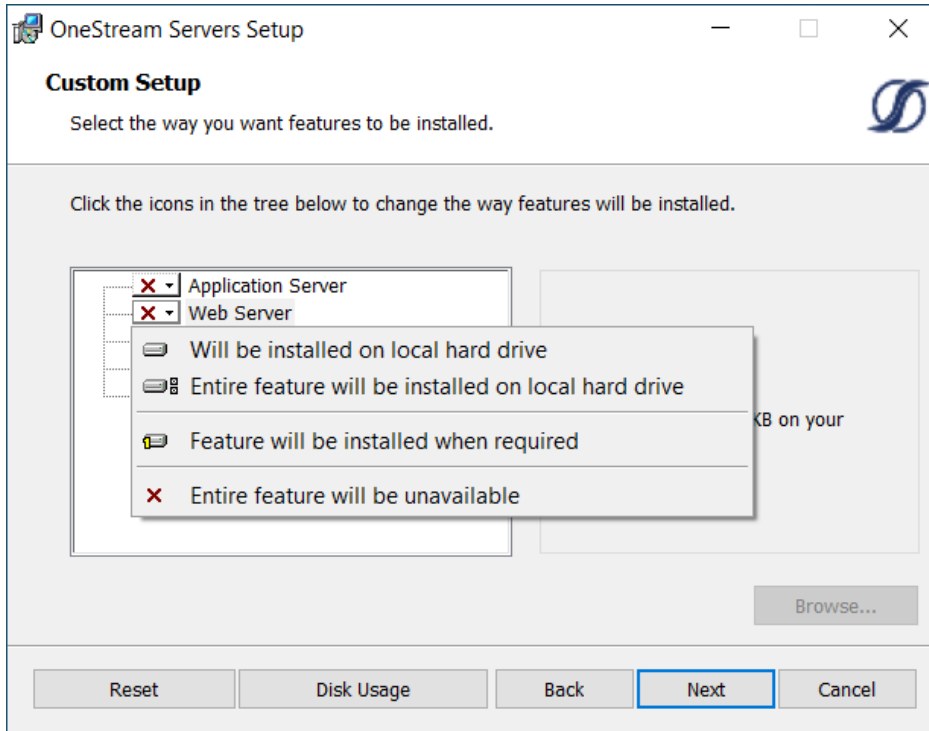 OneStream Servers Setup
Custom Setup
Select the way you want features to be installed.
Click the icons in the tree below to change the way features will be installed.
Application Server
Web Server
Will be installed on local hard drive
Entire feature will be installed on local hard drive
KB on your
Feature will be installed when required
Entire feature will be unavailable
Browse...
Reset
Disk Usage
Back
Next
Cancel